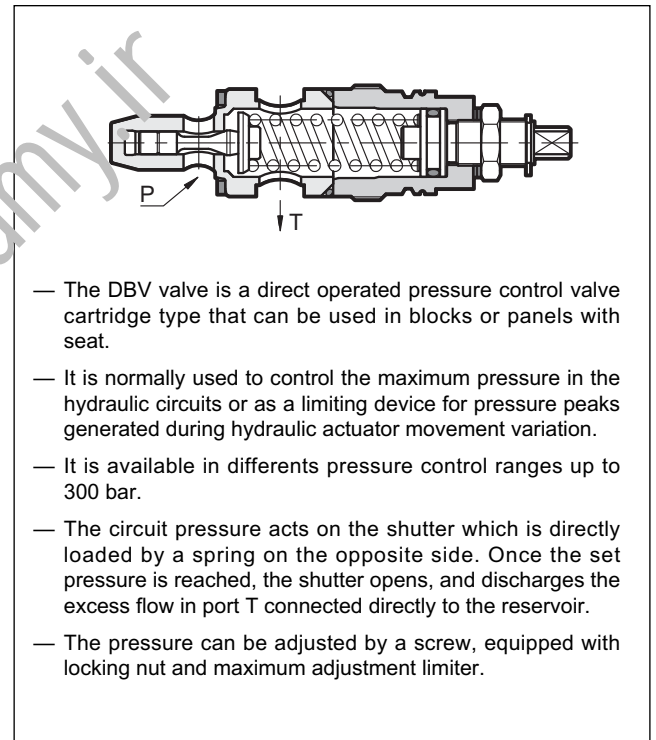 amy.ir
P
T
— The DBV valve is a direct operated pressure control valve
cartridge type that can be used in blocks or panels with
seat.
— It is normally used to control the maximum pressure in the
hydraulic circuits or as a limiting device for pressure peaks
generated during hydraulic actuator movement variation.
— It is available in differents pressure control ranges up to
300 bar.
— The circuit pressure acts on the shutter which is directly
loaded by a spring on the opposite side. Once the set
pressure is reached, the shutter opens, and discharges the
excess flow in port T connected directly to the reservoir.
— The pressure can be adjusted by a screw, equipped with
locking nut and maximum adjustment limiter.